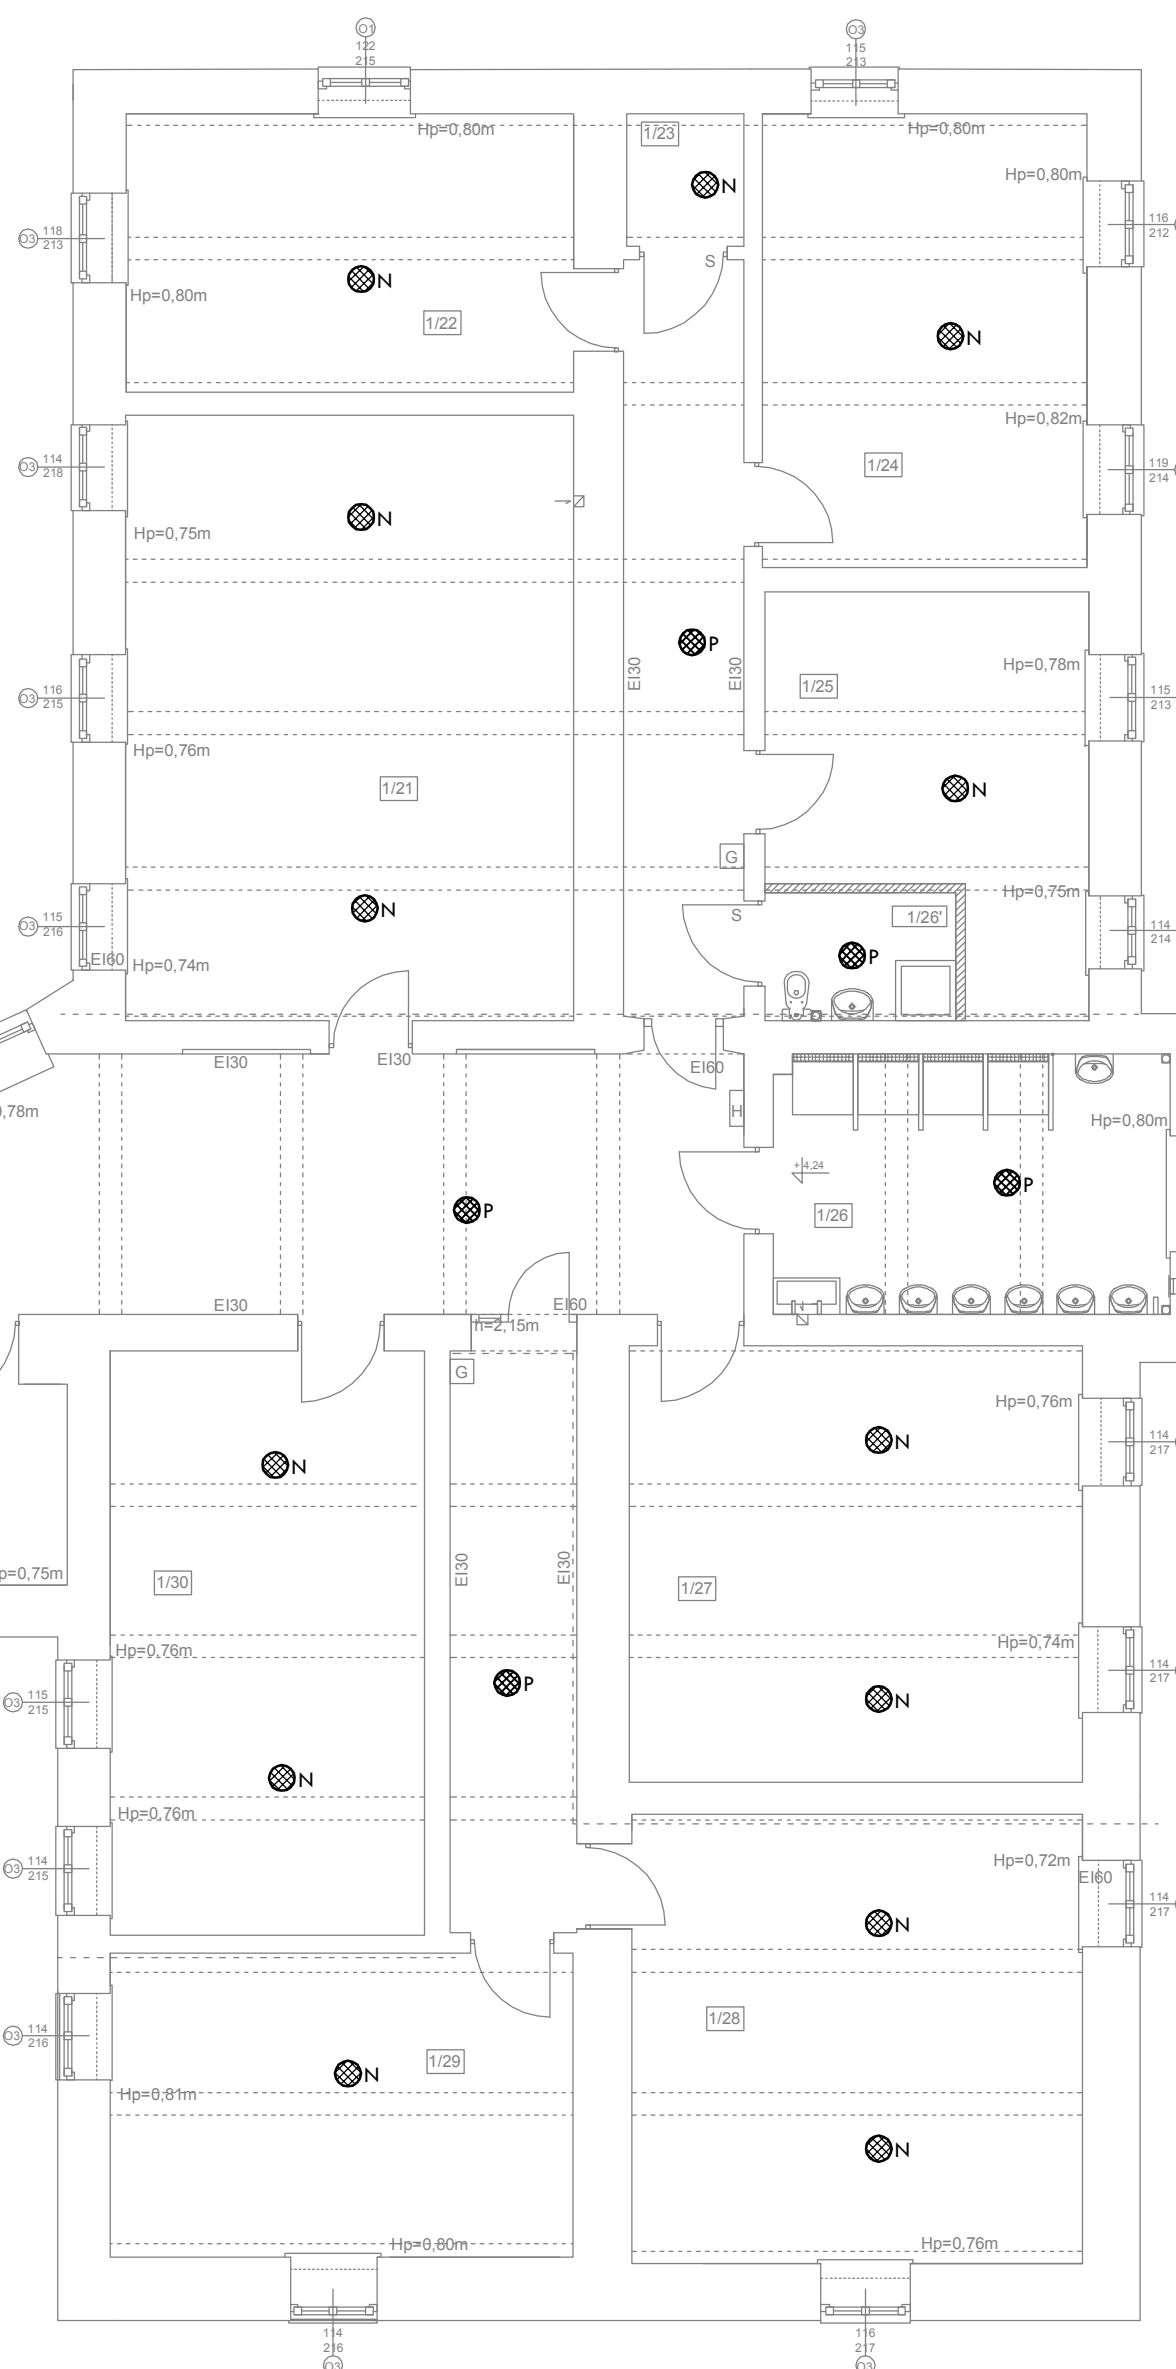 O1
122
215
O3
115
213
Hp=0,80m
1/23
Hp=0,80m
Hp=0,80m
N
116
212
O3
118
213
S
N
Hp=0,80m
1/22
N
Hp=0,82m
O3
114
218
1/24
119
214
N
Hp=0,75m
P
EI30
EI30
Hp=0,78m
1/25
O3
116
215
115
213
Hp=0,76m
1/21
N
G
Hp=0,75m
N
S
1/26'
O3
115
216
114
214
EI60
Hp=0,74m
P
EI30
EI30
EI60
0,78m
H
Hp=0,80m
+4,24
P
P
1/26
EI30
EI60
h=2,15m
G
Hp=0,76m
N
114
217
N
EI30
EI30
p=0,75m
1/30
1/27
Hp=0,76m
Hp=0,74m
114
217
P
N
O3
115
215
N
Hp=0,76m
O3
114
215
Hp=0,72m
EI60
114
217
N
1/28
O3
114
216
1/29
N
Hp=0,81m
N
Hp=0,80m
Hp=0,76m
114
216
O3
116
217
O3